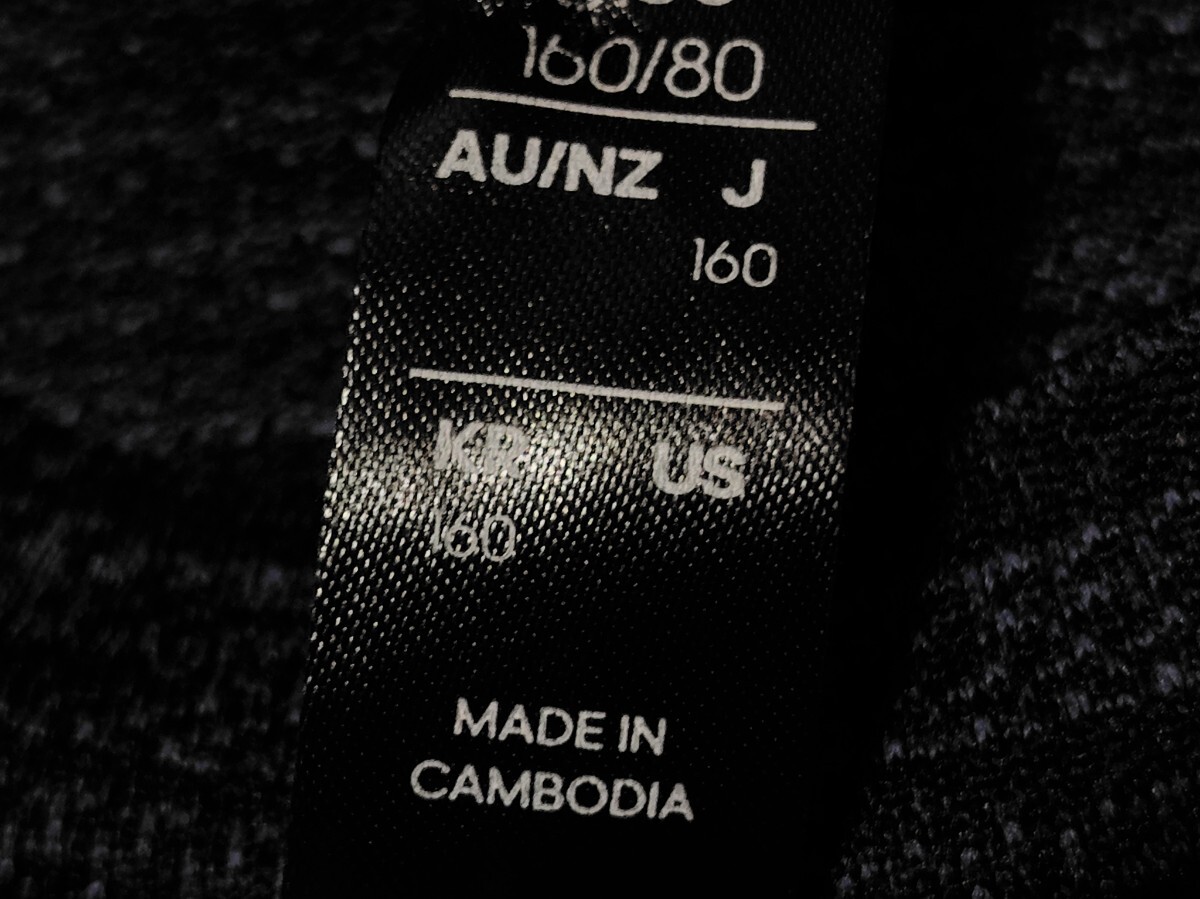 160/80
AU/NZ J
160
KR US
160
MADE IN
CAMBODIA